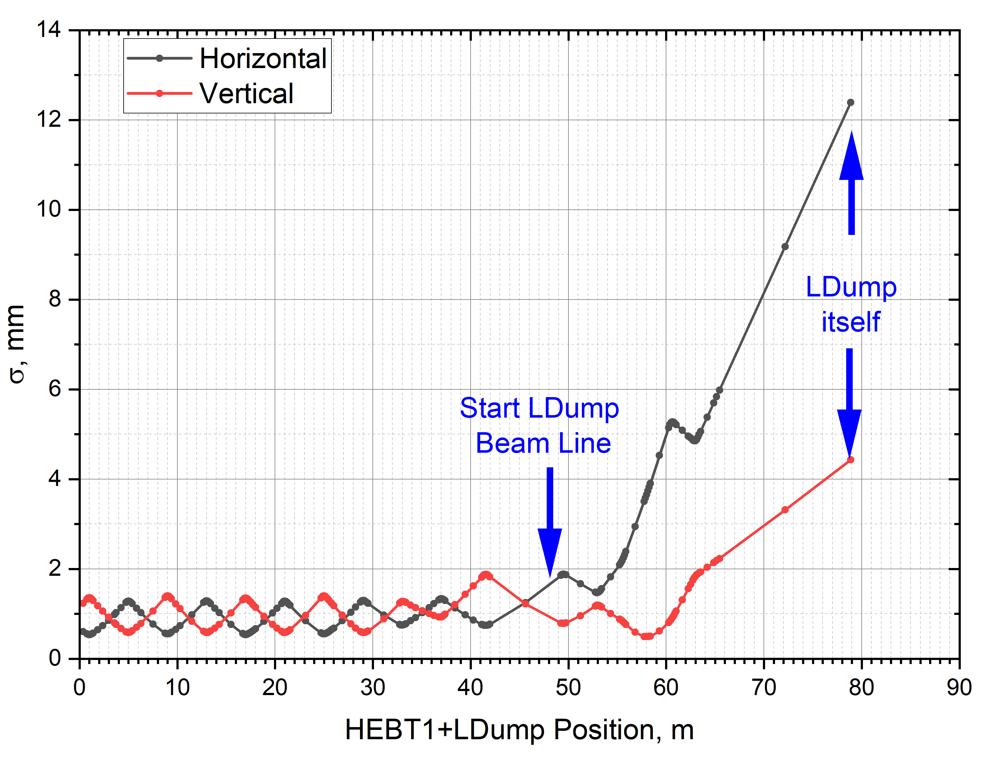 14
12
10
8
6
4
2
0
σ, mm
Horizontal
Vertical
LDump
itself
Start LDump
Beam Line
0 10 20 30 40 50 60 70 80 90
HEBT1+LDump Position, m